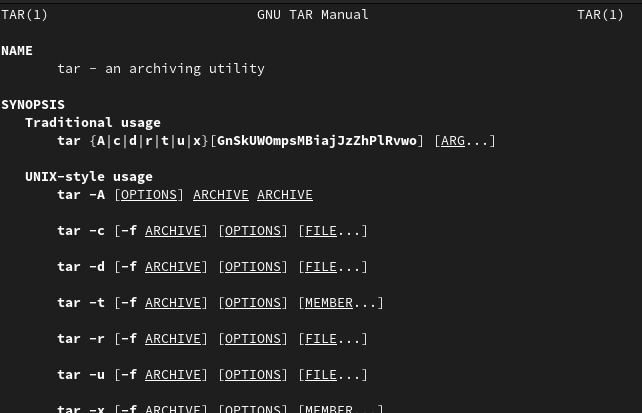 TAR(1) GNU TAR Manual TAR(1)
NAME
tar - an archiving utility
SYNOPSIS
Traditional usage
tar {A|c|d|r|t|u|x}[GnSkUWOmpsMBiajJzZhPlRvwo] [ARG...]
UNIX-style usage
tar -A [OPTIONS] ARCHIVE ARCHIVE
tar -c [-f ARCHIVE] [OPTIONS] [FILE...]
tar -d [-f ARCHIVE] [OPTIONS] [FILE...]
tar -t [-f ARCHIVE] [OPTIONS] [MEMBER...]
tar -r [-f ARCHIVE] [OPTIONS] [FILE...]
tar -u [-f ARCHIVE] [OPTIONS] [FILE...]
tar -x [-f ARCHIVE] [OPTIONS] [MEMBER...]